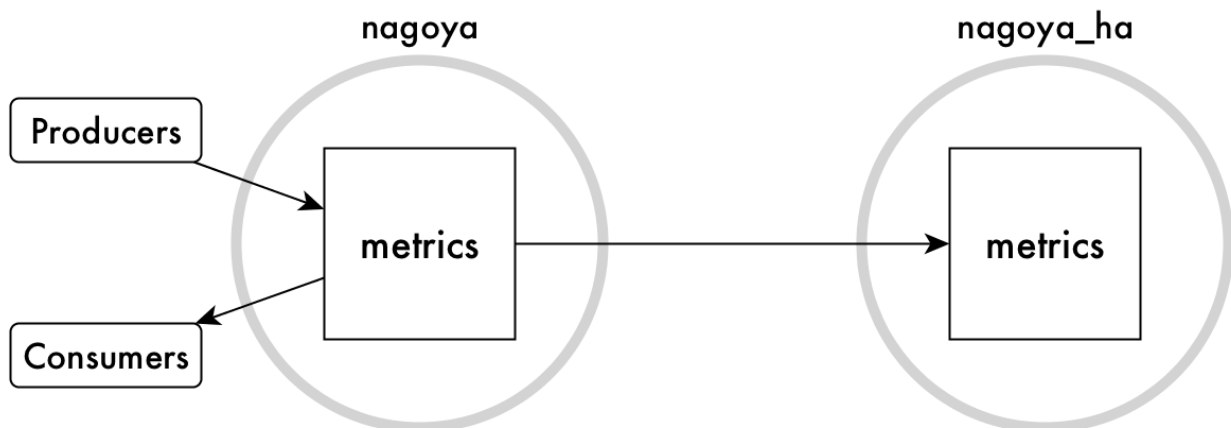 nagoya
nagoya_ha
Producers
metrics
metrics
Consumers